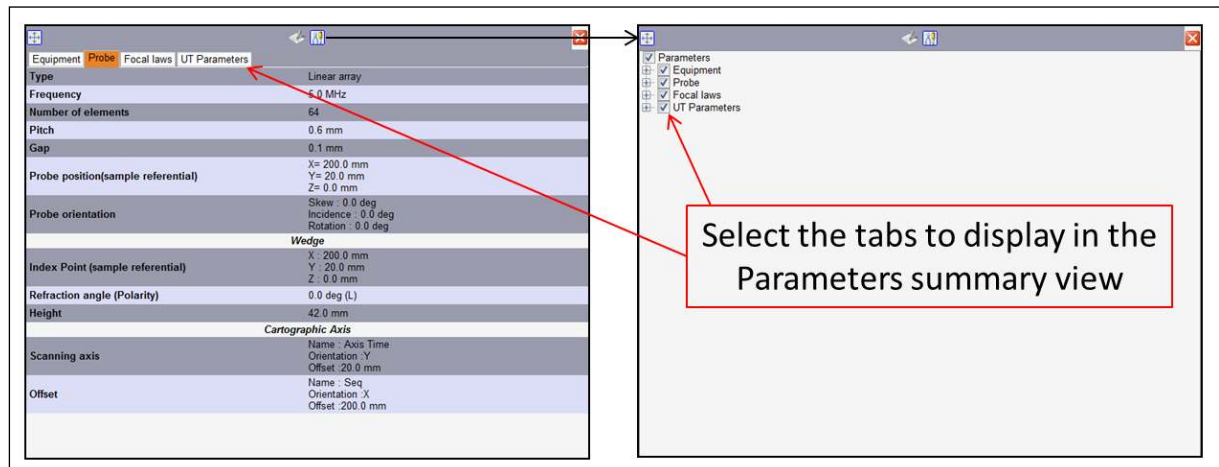 Equipment Probe Focal laws UT Parameters
Type Linear array
Frequency 5.0 MHz
Number of elements 64
Pitch 0.6 mm
Gap 0.1 mm
Probe position(sample referential) X= 200.0 mm
Y= 20.0 mm
Z= 0.0 mm
Probe orientation Skew : 0.0 deg
Incidence : 0.0 deg
Rotation : 0.0 deg
Wedge
Index Point (sample referential) X : 200.0 mm
Y : 20.0 mm
Z : 0.0 mm
Refraction angle (Polarity) 0.0 deg (L)
Height 42.0 mm
Cartographic Axis
Scanning axis Name : Axis Time
Orientation :Y
Offset :20.0 mm
Offset Name : Seq
Orientation :X
Offset :200.0 mm
Parameters
Equipment
Probe
Focal laws
UT Parameters
Select the tabs to display in the
Parameters summary view